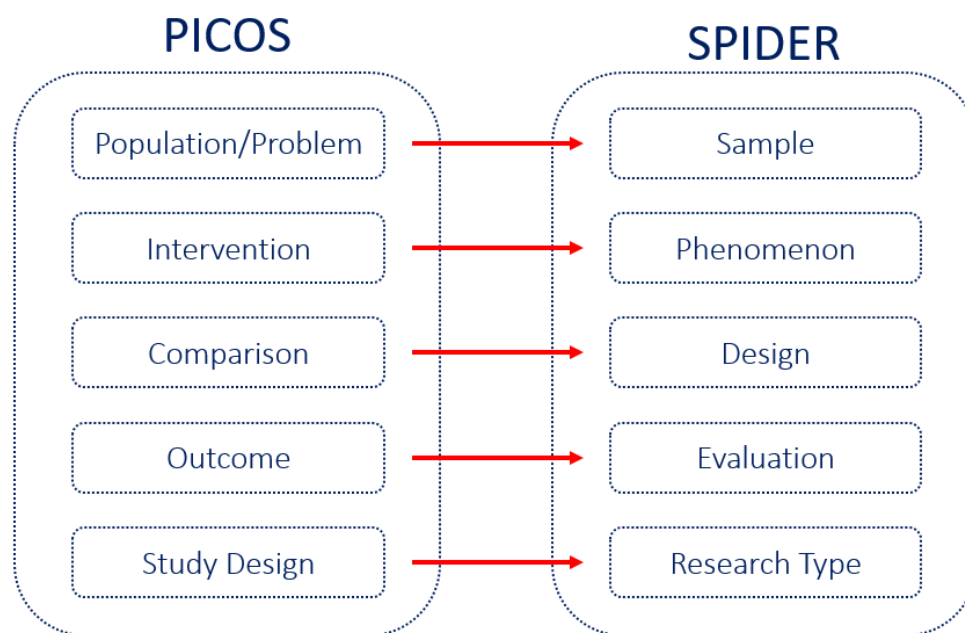 PICOS
SPIDER
Population/Problem
Sample
Intervention
Phenomenon
Comparison
Design
Outcome
Evaluation
Study Design
Research Type